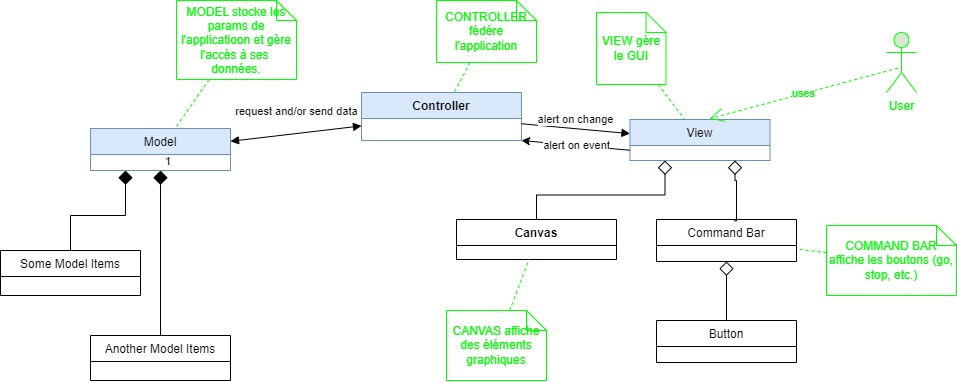 MODEL stocke les
params de
l'applicatioon et gère
l'accès à ses
données.
CONTROLLER
fédére
l'application
VIEW gère
le GUI
uses
User
request and/or send data
Controller
alert on change
alert on event
Model
1
View
Canvas
Command Bar
COMMAND BAR
affiche les boutons (go,
stop, etc.)
Some Model Items
CANVAS affiche
des éléments
graphiques
Button
Another Model Items